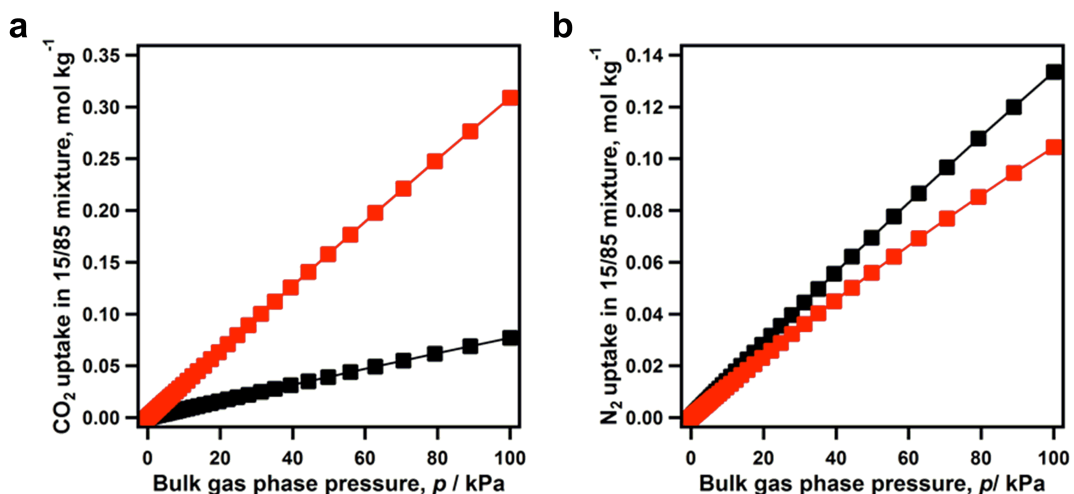 a
CO₂ uptake in 15/85 mixture, mol kg⁻¹
0.35
0.30
0.25
0.20
0.15
0.10
0.05
0.00
0 20 40 60 80 100
Bulk gas phase pressure, p / kPa
b
N₂ uptake in 15/85 mixture, mol kg⁻¹
0.14
0.12
0.10
0.08
0.06
0.04
0.02
0.00
0 20 40 60 80 100
Bulk gas phase pressure, p/ kPa